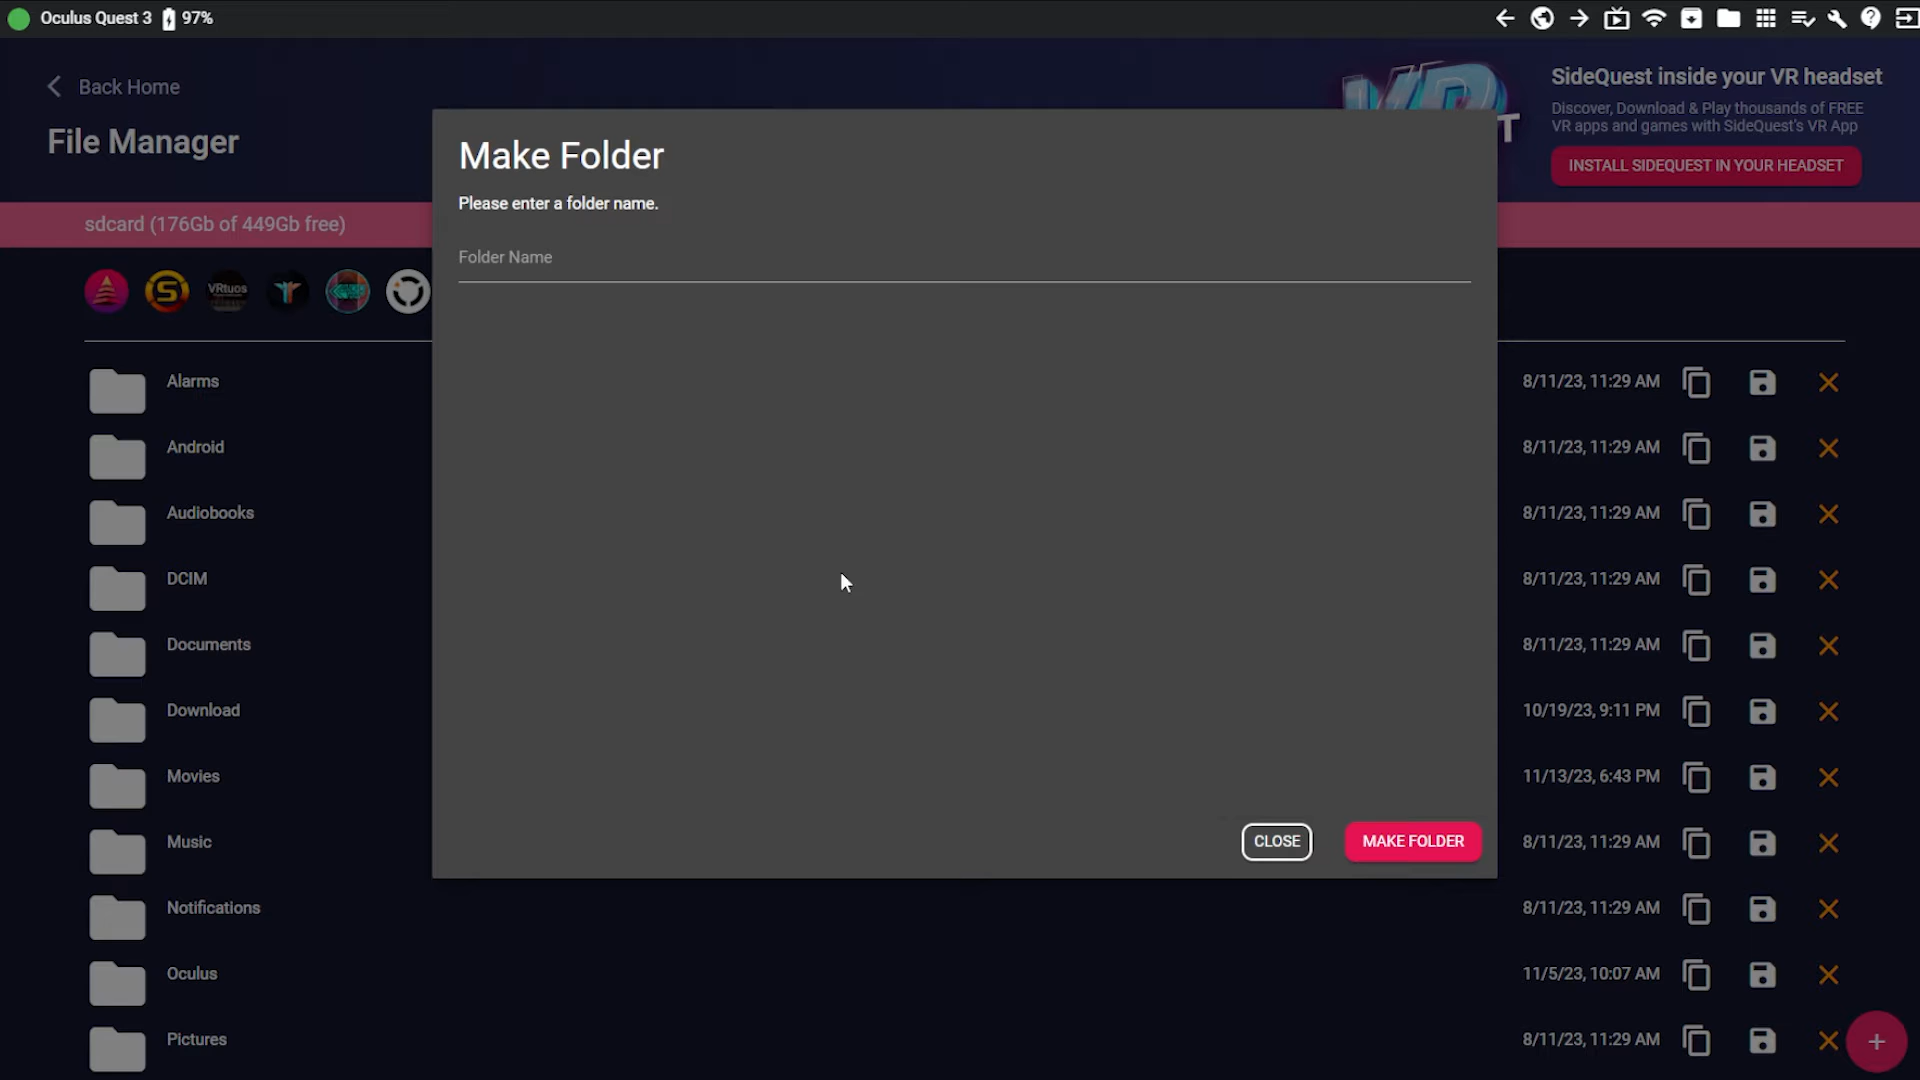 Oculus Quest 3 97%
Back Home
File Manager
SideQuest inside your VR headset
Discover, Download & Play thousands of FREE
VR apps and games with SideQuest's VR App
INSTALL SIDEQUEST IN YOUR HEADSET
VR
T
sdcard (176Gb of 449Gb free)
VRtuos
Make Folder
Please enter a folder name.
Folder Name
CLOSE
MAKE FOLDER
Alarms 8/11/23, 11:29 AM
Android 8/11/23, 11:29 AM
Audiobooks 8/11/23, 11:29 AM
DCIM 8/11/23, 11:29 AM
Documents 8/11/23, 11:29 AM
Download 10/19/23, 9:11 PM
Movies 11/13/23, 6:43 PM
Music 8/11/23, 11:29 AM
Notifications 8/11/23, 11:29 AM
Oculus 11/5/23, 10:07 AM
Pictures 8/11/23, 11:29 AM